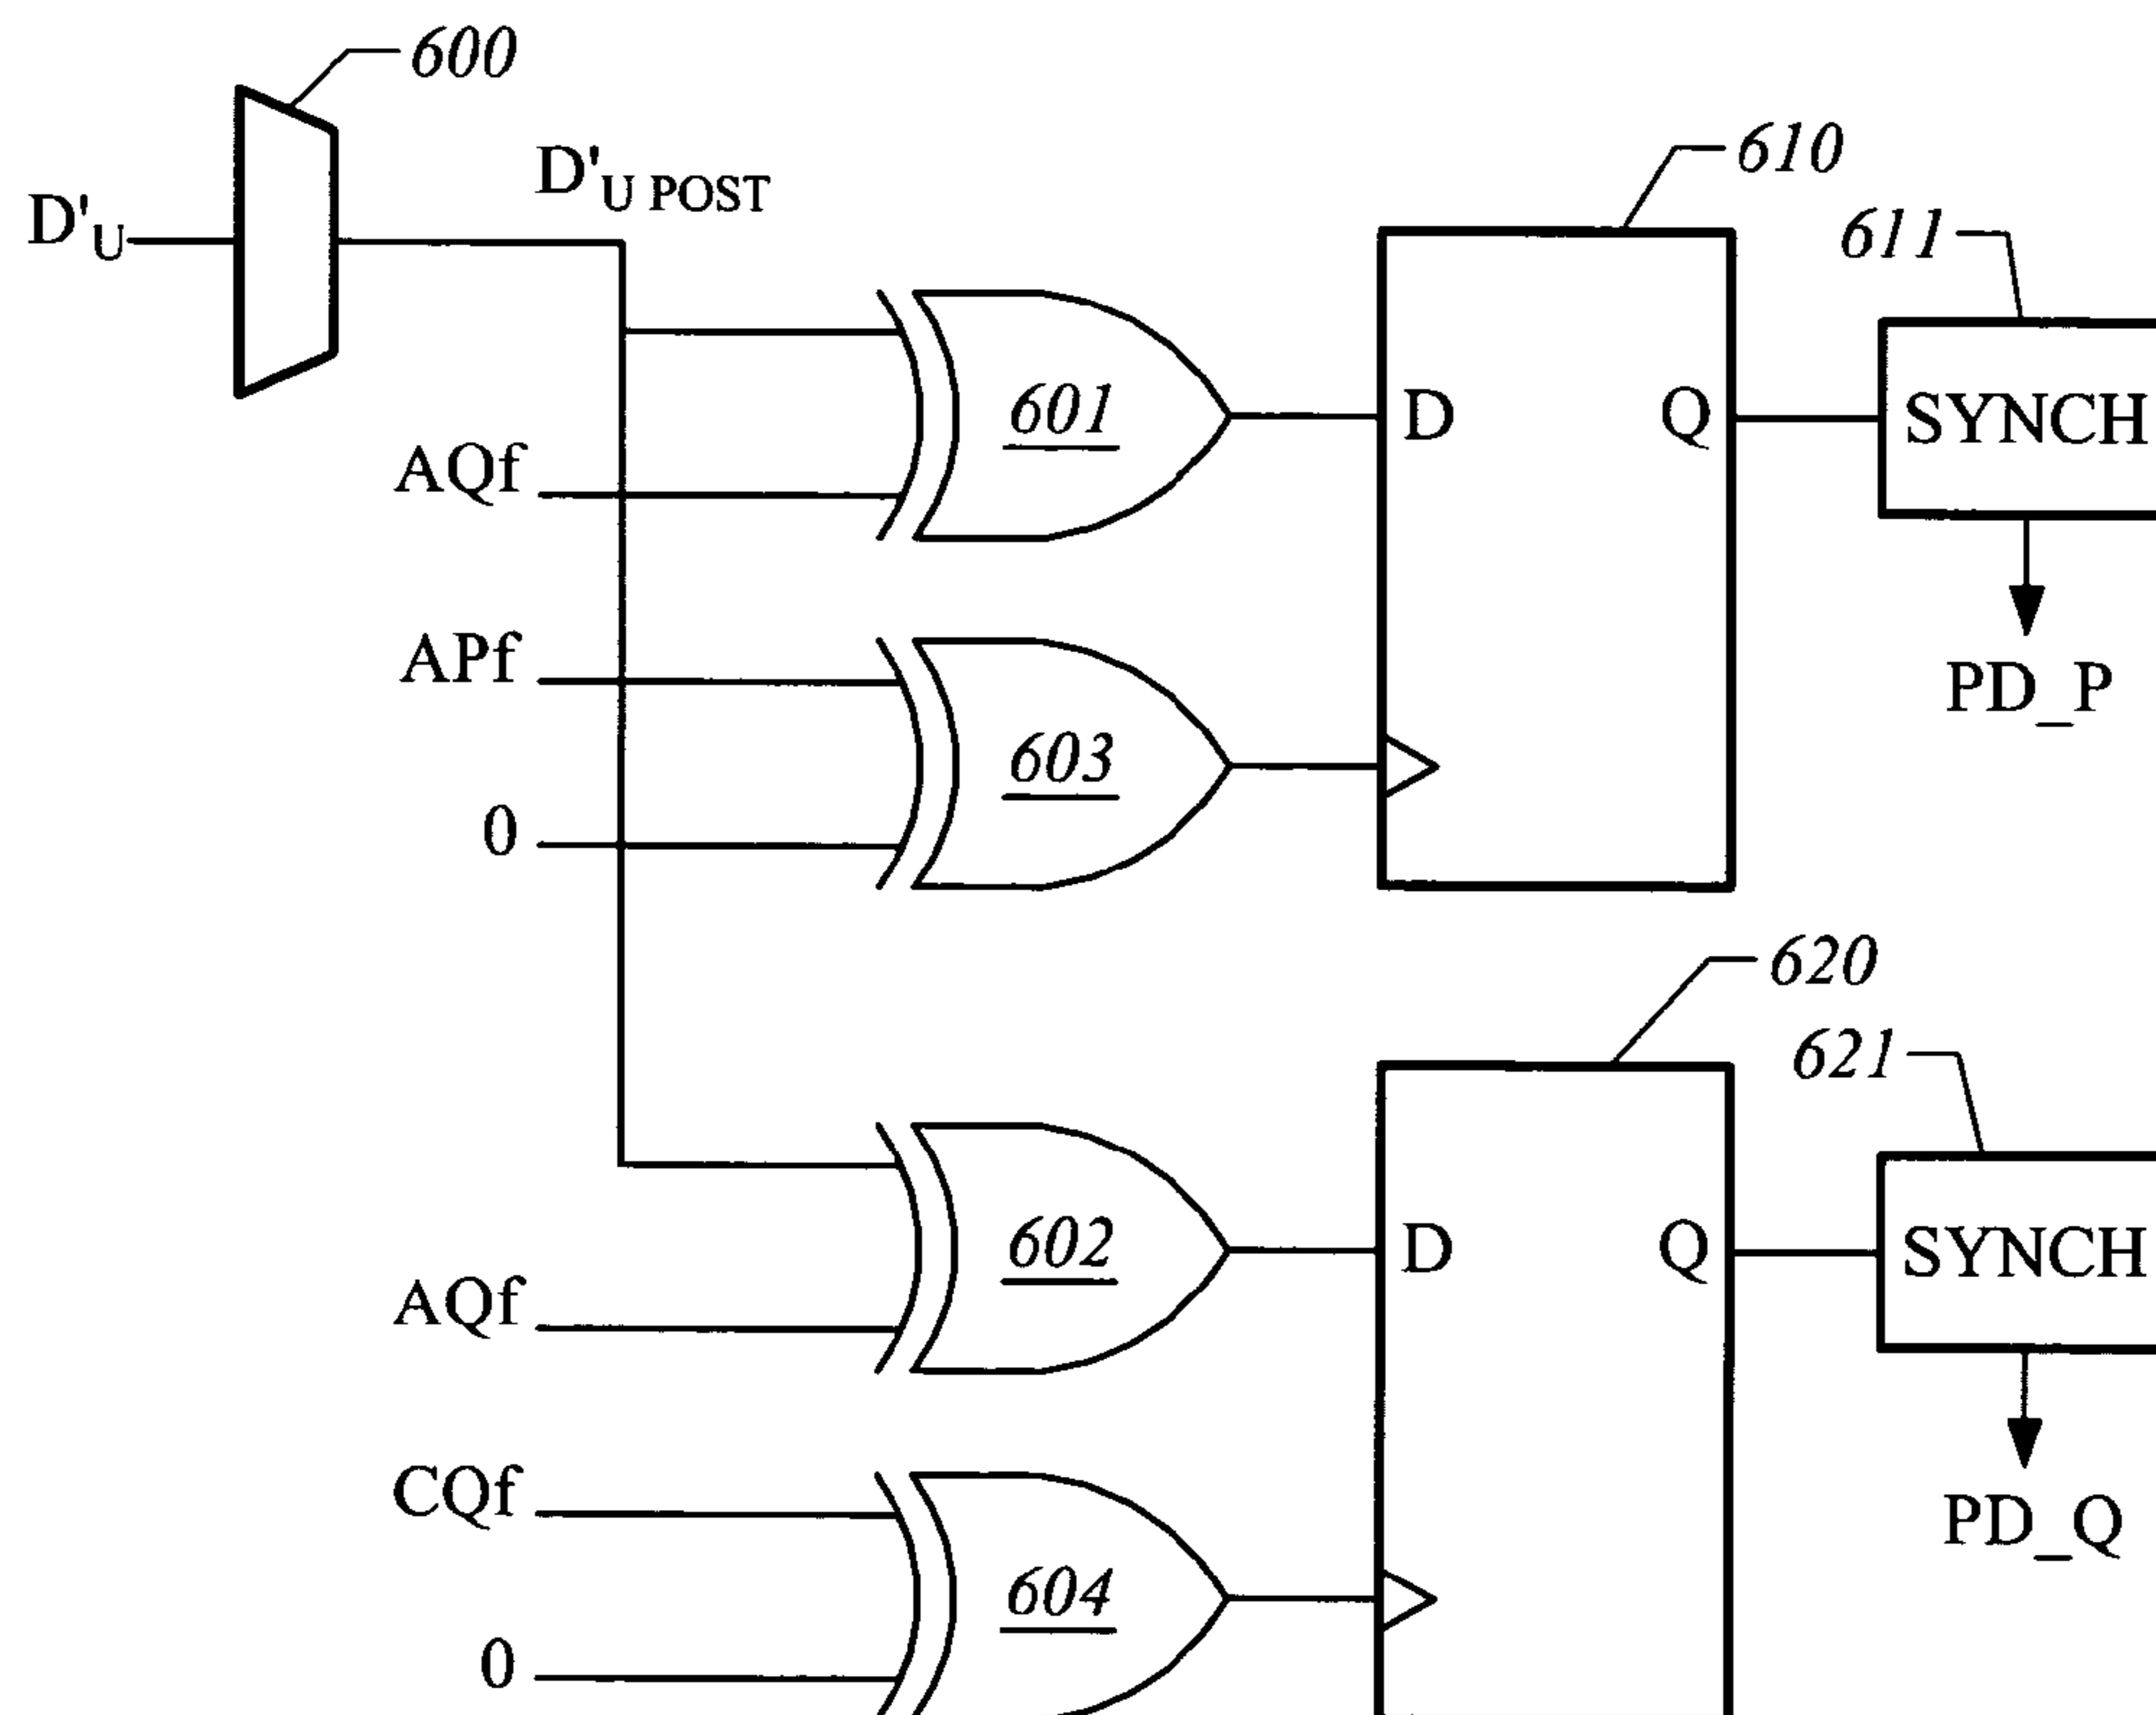 600
D'U POST
610
D'U
611
AQf
601
D
Q
SYNCH
APf
603
PD_P
0
620
621
602
D
Q
SYNCH
AQf
CQf
604
PD_Q
0